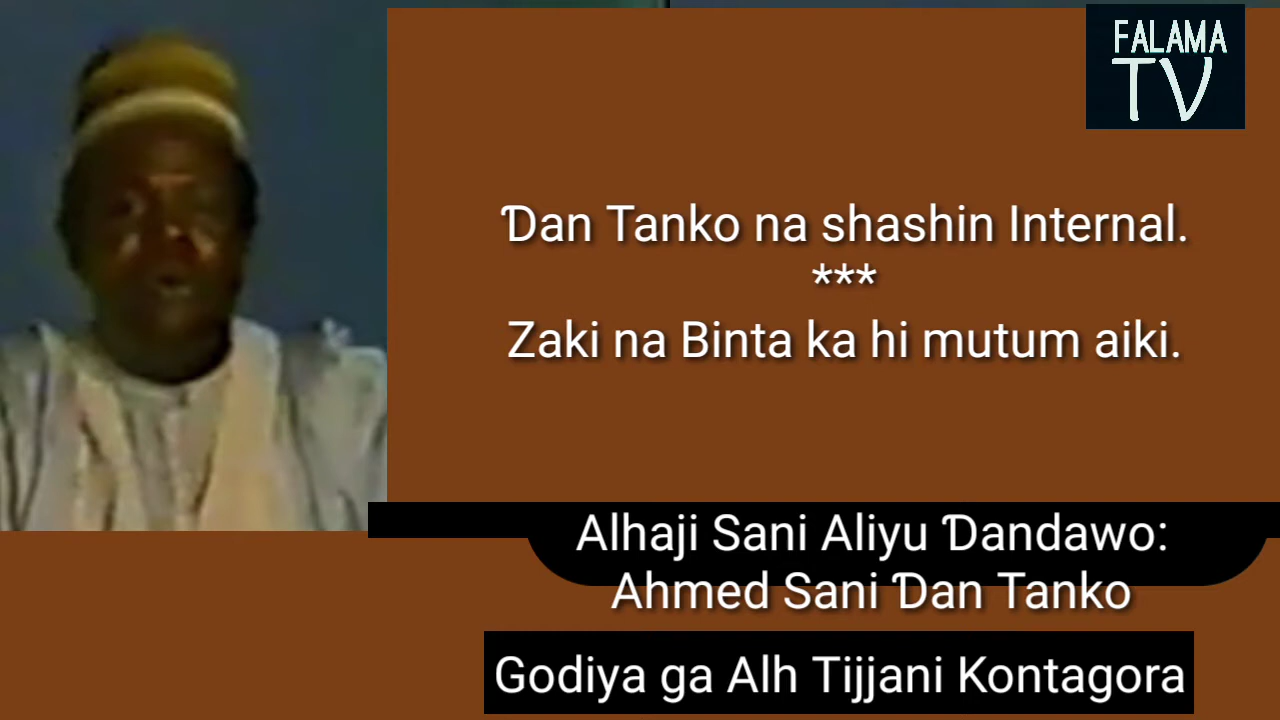 FALAMA
TV
Ɗan Tanko na shashin Internal.
***
Zaki na Binta ka hi mutum aiki.
Alhaji Sani Aliyu Ɗandawo:
Ahmed Sani Ɗan Tanko
Godiya ga Alh Tijjani Kontagora